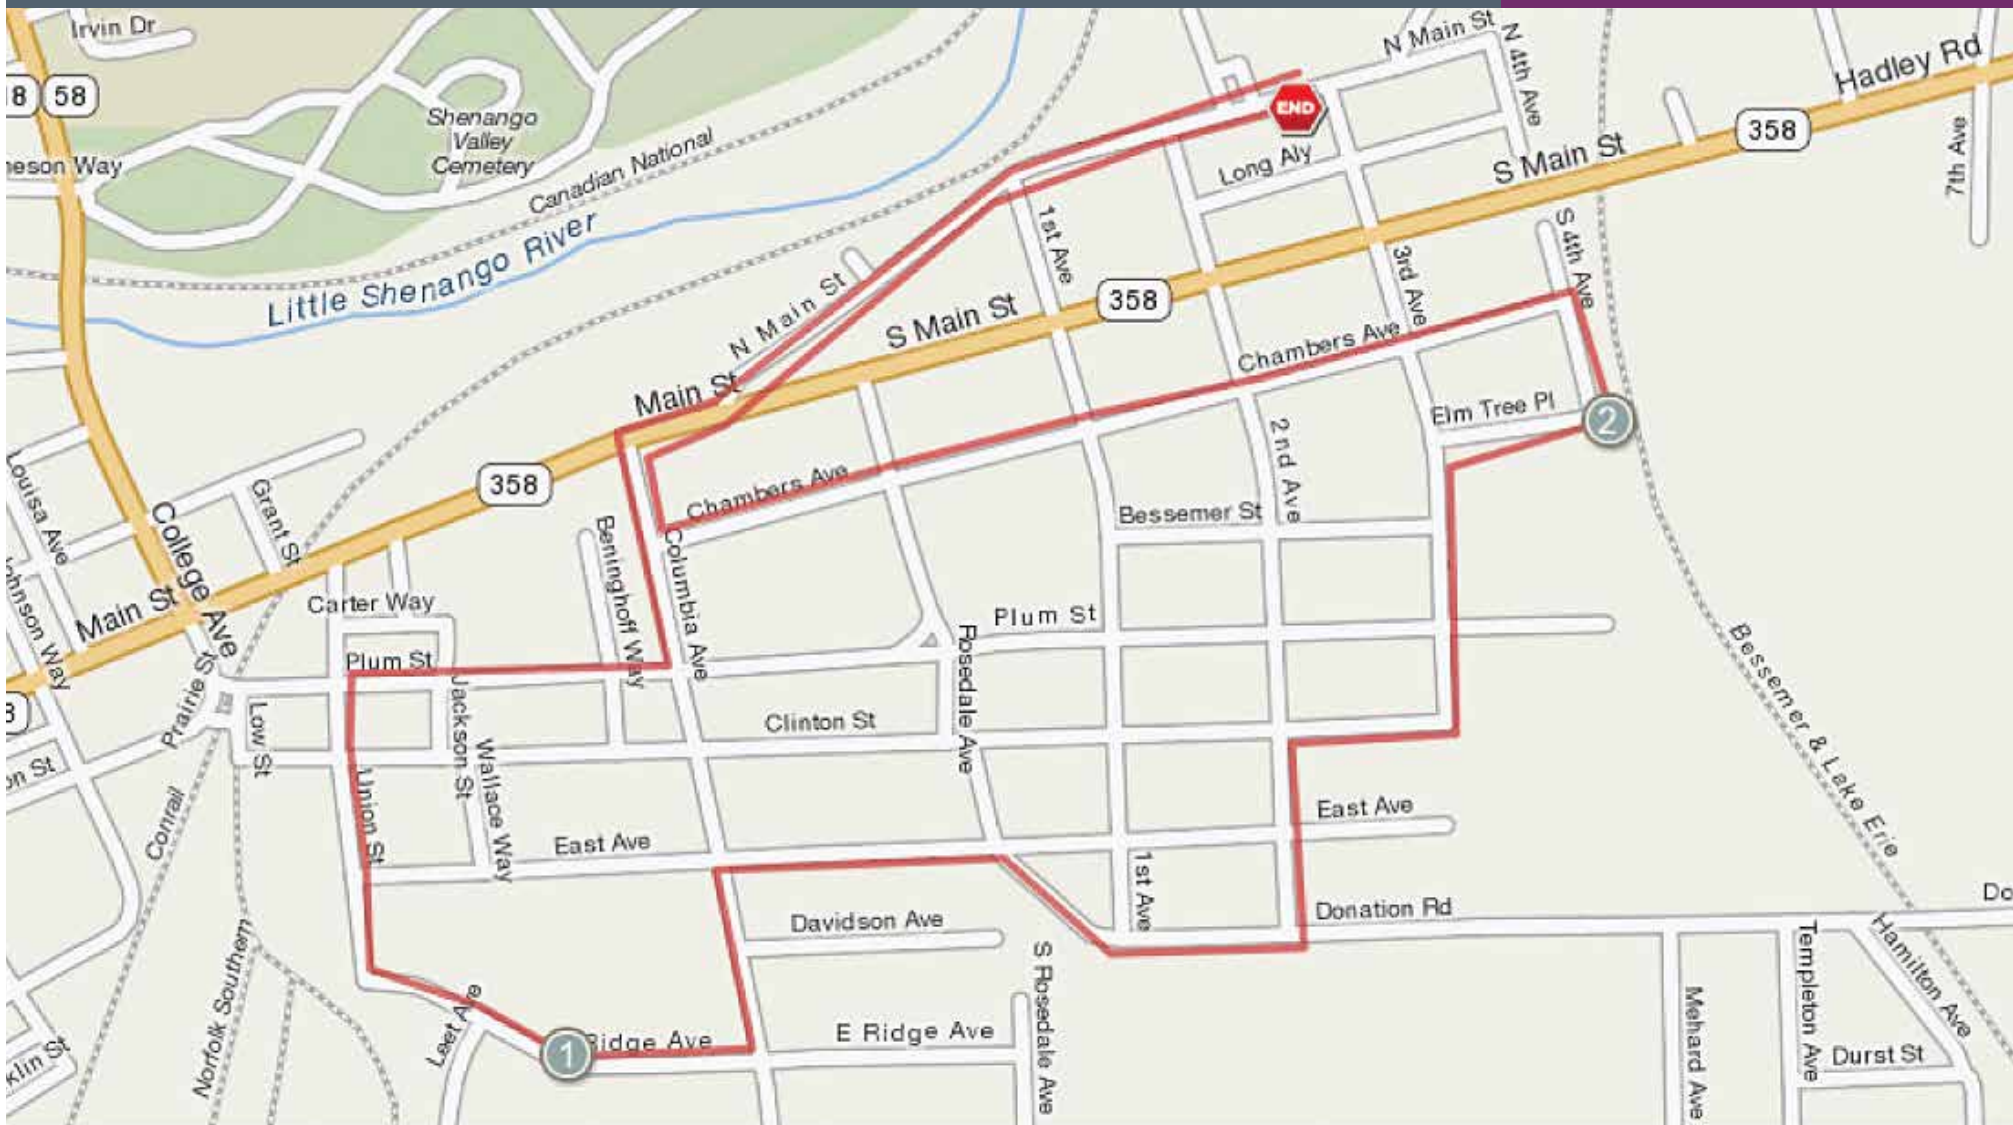 Irvin Dr
8
58
Shenango
Valley
Cemetery
Canadian National
Little Shenango River
N Main St
N 4th Ave
Hadley Rd
358
7th Ave
END
Long Aly
S Main St
1st Ave
3rd Ave
S 4th Ave
N Main St
S Main St
358
Main St
Chambers Ave
Elm Tree Pl
2
358
Chambers Ave
2nd Ave
Bessemer St
Louisa Ave
Grant St
College Ave
Main St
Carter Way
Beninghoff Way
Columbia Ave
Plum St
Rosedale Ave
Plum St
Prairie St
Low St
Jackson St
Wallace Way
Clinton St
Union St
East Ave
East Ave
Conrail
Bessemer & Lake Erie
Norfolk Southern
Davidson Ave
1st Ave
Donation Rd
Do
Leet Ave
1
Ridge Ave
E Ridge Ave
S Rosedale Ave
Mehard Ave
Templeton Ave
Hamilton Ave
Durst St